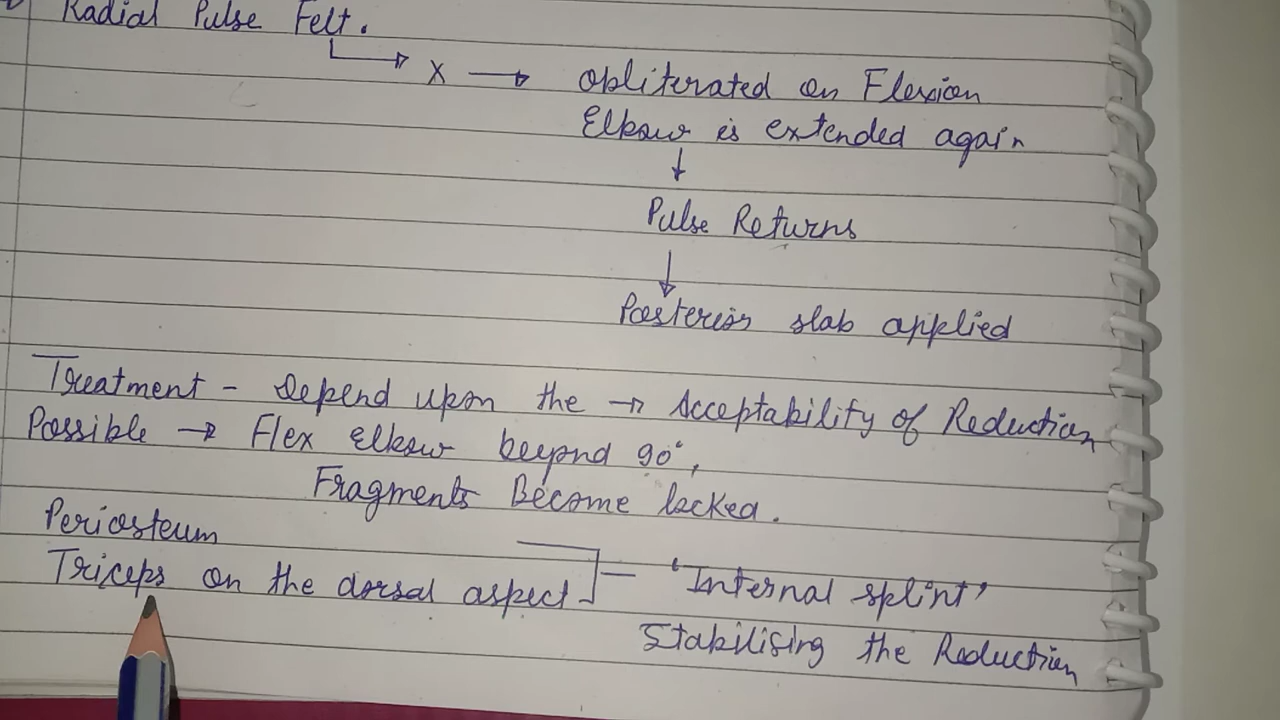 Radial Pulse Felt.
x → obliterated on Flexion
Elbow is extended again
↓
Pulse Returns
↓
Posterior slab applied
Treatment - Depend upon the → Acceptability of Reduction
Possible → Flex Elbow beyond 90°,
Fragments Become locked.
Periosteum
Triceps on the dorsal aspect — 'Internal splint'
Stabilising the Reduction